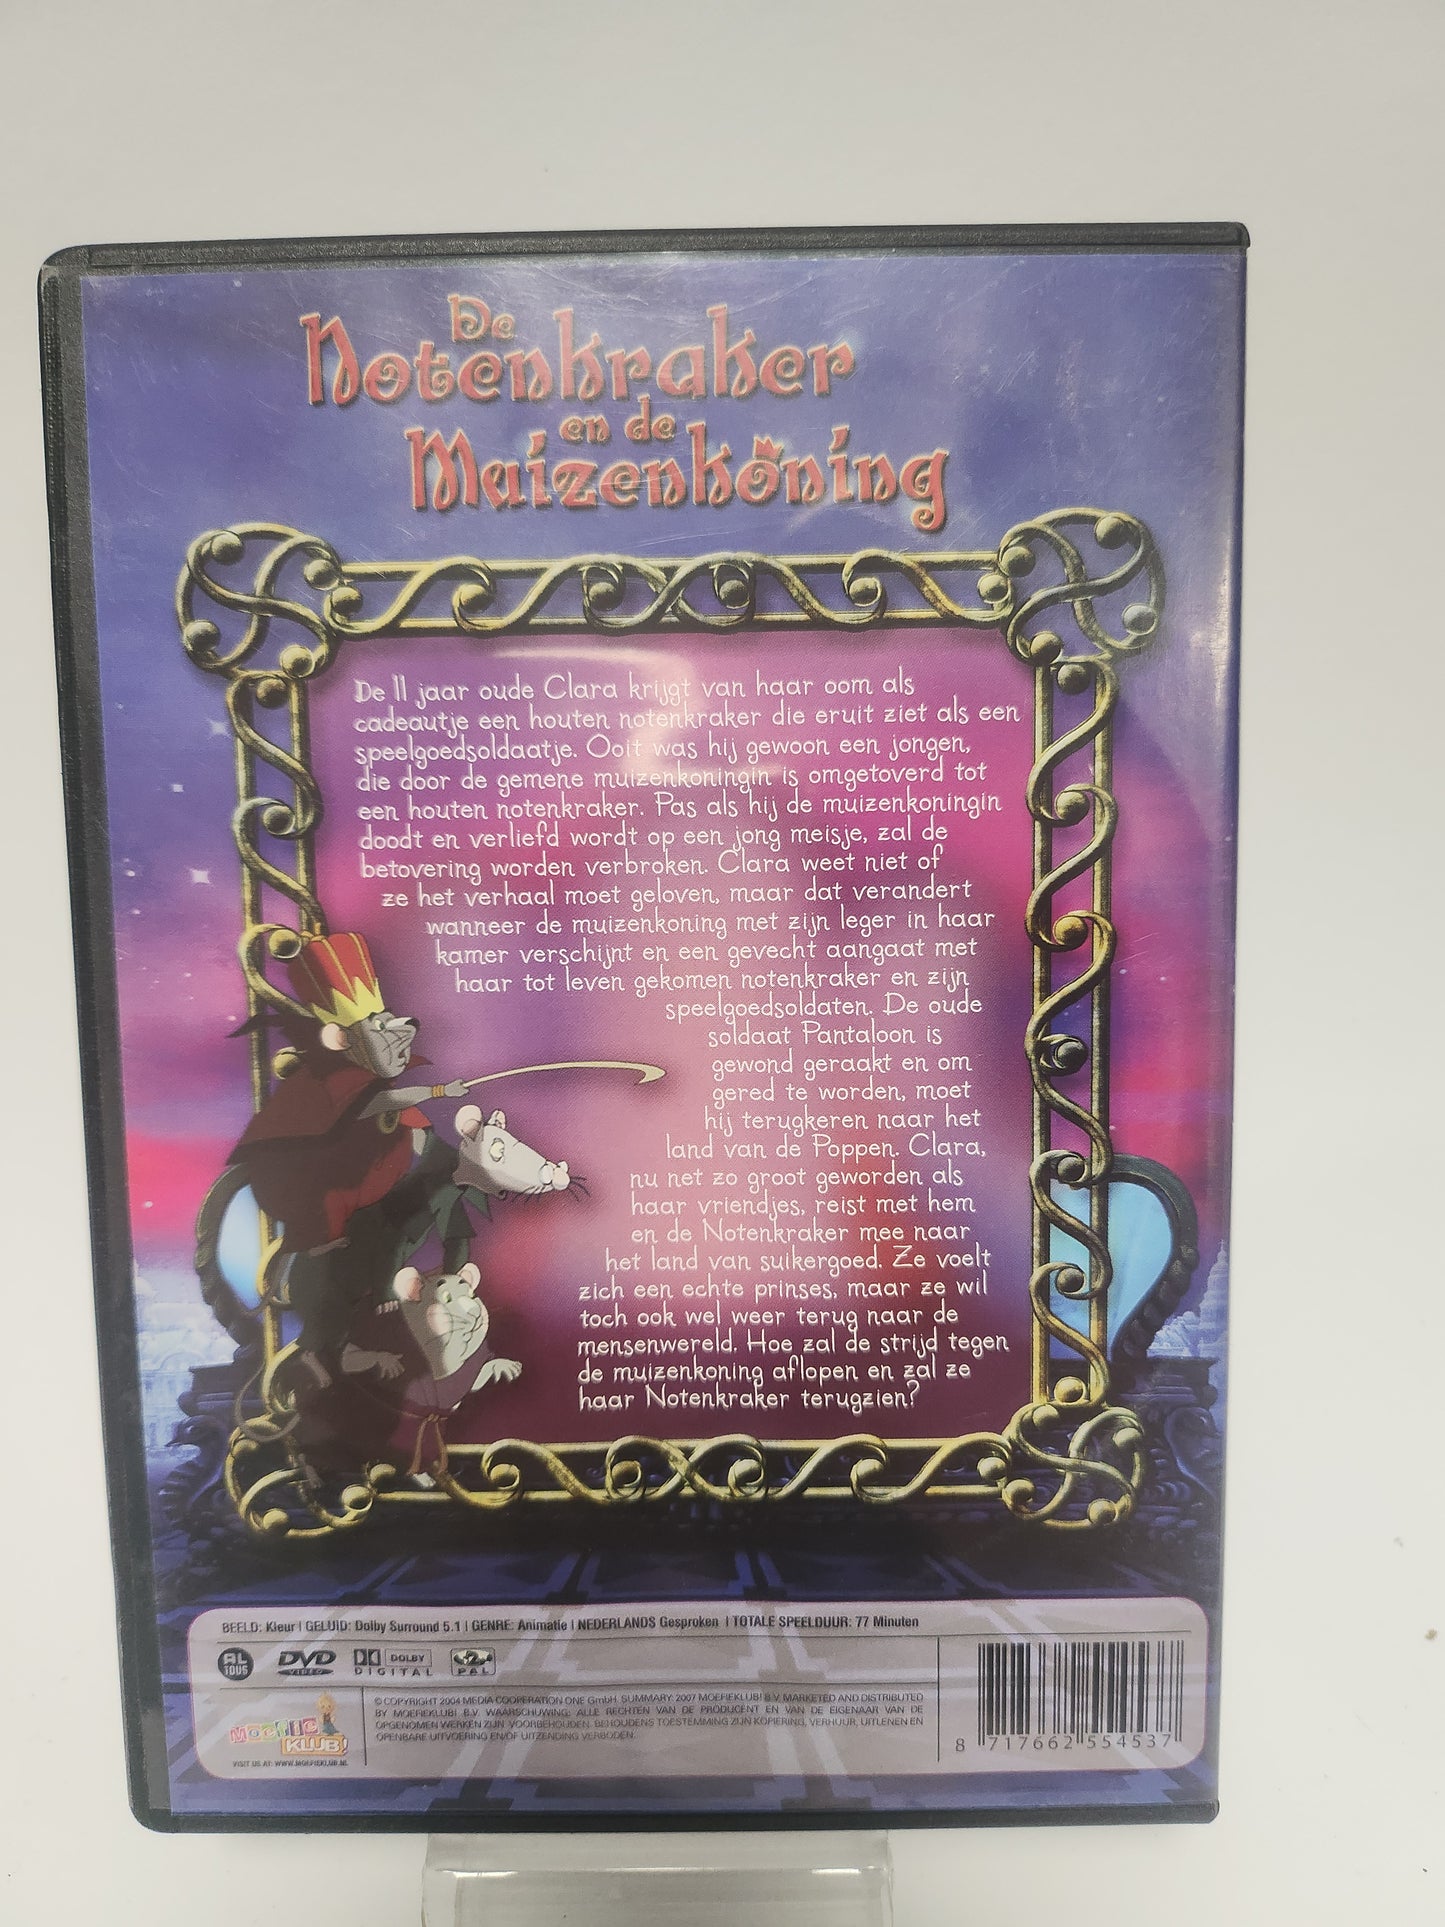 De
Notenkraker
en de
Muizenköning
De 11 jaar oude Clara krijgt van haar oom als
cadeautje een houten notenkraker die eruit ziet als een
speelgoedsoldaatje. Ooit was hij gewoon een jongen,
die door de gemene muizenkoningin is omgetoverd tot
een houten notenkraker. Pas als hij de muizenkoningin
doodt en verliefd wordt op een jong meisje, zal de
betovering worden verbroken. Clara weet niet of
ze het verhaal moet geloven, maar dat verandert
wanneer de muizenkoning met zijn leger in haar
kamer verschijnt en een gevecht aangaat met
haar tot leven gekomen notenkraker en zijn
speelgoedsoldaten. De oude
soldaat Pantaloon is
gewond geraakt en om
gered te worden, moet
hij terugkeren naar het
land van de Poppen. Clara,
nu net zo groot geworden als
haar vriendjes, reist met hem
en de Notenkraker mee naar
het land van suikergoed. Ze voelt
zich een echte prinses, maar ze wil
toch ook wel weer terug naar de
mensenwereld. Hoe zal de strijd tegen
de muizenkoning aflopen en zal ze
haar Notenkraker terugzien?
BEELD: Kleur | GELUID: Dolby Surround 5.1 | GENRE: Animatie | NEDERLANDS Gesproken | TOTALE SPEELDUUR: 77 Minuten
AL TOUS
DVD VIDEO
DOLBY DIGITAL
2 PAL
© COPYRIGHT 2004 MEDIA COOPERATION ONE GmbH. SUMMARY: 2007 MOEFIEKLUB! B.V. MARKETED AND DISTRIBUTED
BY MOEFIEKLUB! B.V. WAARSCHUWING: ALLE RECHTEN VAN DE PRODUCENT EN VAN DE EIGENAAR VAN DE
OPGENOMEN WERKEN ZIJN VOORBEHOUDEN. BEHOUDENS TOESTEMMING ZIJN KOPIERING, VERHUUR, UITLENEN EN
OPENBARE UITVOERING EN/OF UITZENDING VERBODEN.
MOEFIE
KLUB!
VISIT US AT: WWW.MOEFIEKLUB.NL
8 717662 554537